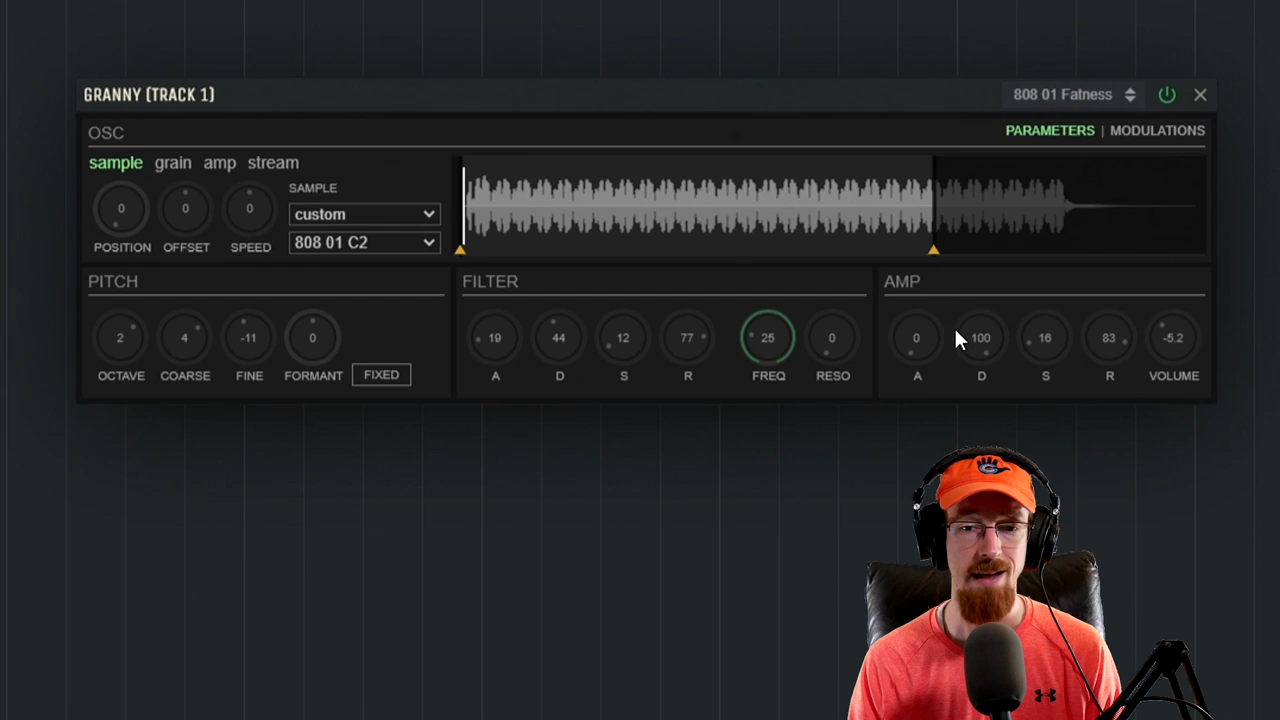 GRANNY (TRACK 1)
808 01 Fatness
OSC
PARAMETERS | MODULATIONS
sample grain amp stream
SAMPLE
0 0 0
custom
POSITION OFFSET SPEED
808 01 C2
PITCH
2 4 -11 0
OCTAVE COARSE FINE FORMANT FIXED
FILTER
19 44 12 77 25 0
A D S R FREQ RESO
AMP
0 100 16 83 -5.2
A D S R VOLUME